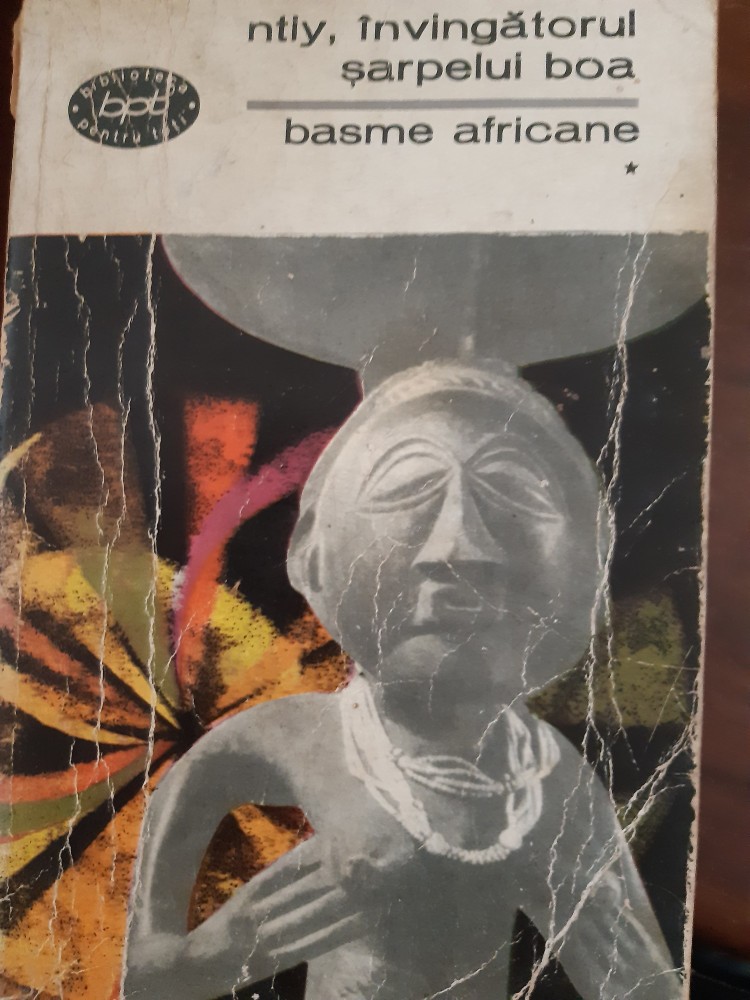 ntiy, învingătorul
șarpelui boa
basme africane
*
biblioteca
bpt
pentru toți